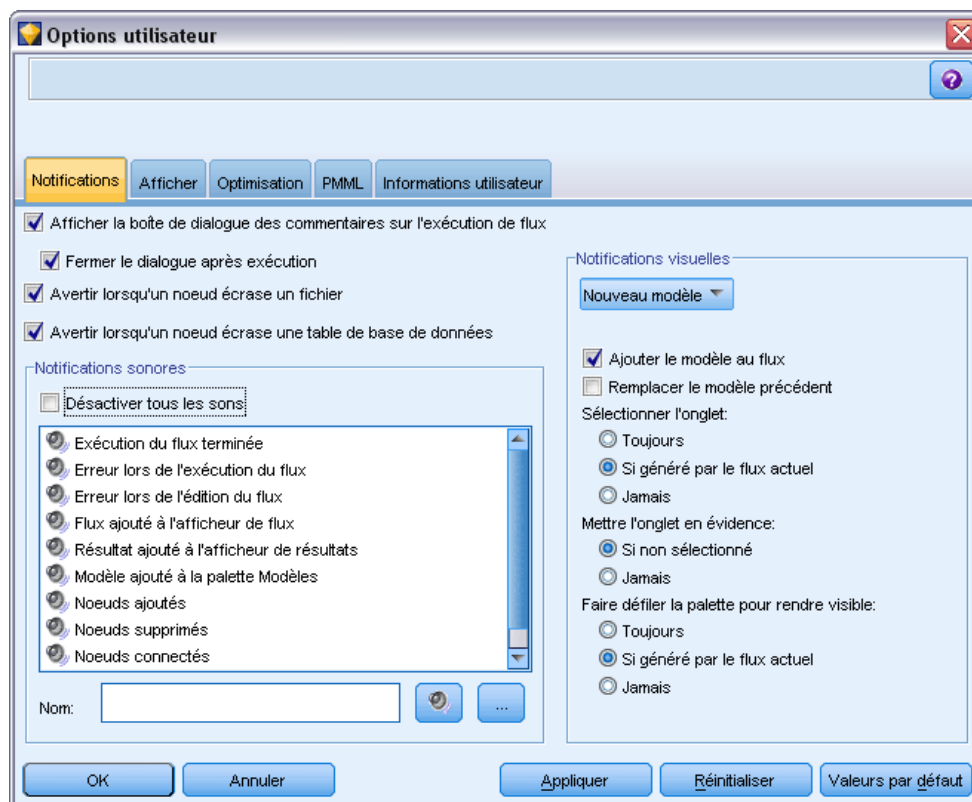 Options utilisateur
Notifications
Afficher
Optimisation
PMML
Informations utilisateur
Afficher la boîte de dialogue des commentaires sur l'exécution de flux
Fermer le dialogue après exécution
Avertir lorsqu'un noeud écrase un fichier
Avertir lorsqu'un noeud écrase une table de base de données
Notifications sonores
Désactiver tous les sons
Exécution du flux terminée
Erreur lors de l'exécution du flux
Erreur lors de l'édition du flux
Flux ajouté à l'afficheur de flux
Résultat ajouté à l'afficheur de résultats
Modèle ajouté à la palette Modèles
Noeuds ajoutés
Noeuds supprimés
Noeuds connectés
Nom:
...
Notifications visuelles
Nouveau modèle
Ajouter le modèle au flux
Remplacer le modèle précédent
Sélectionner l'onglet:
Toujours
Si généré par le flux actuel
Jamais
Mettre l'onglet en évidence:
Si non sélectionné
Jamais
Faire défiler la palette pour rendre visible:
Toujours
Si généré par le flux actuel
Jamais
OK
Annuler
Appliquer
Réinitialiser
Valeurs par défaut